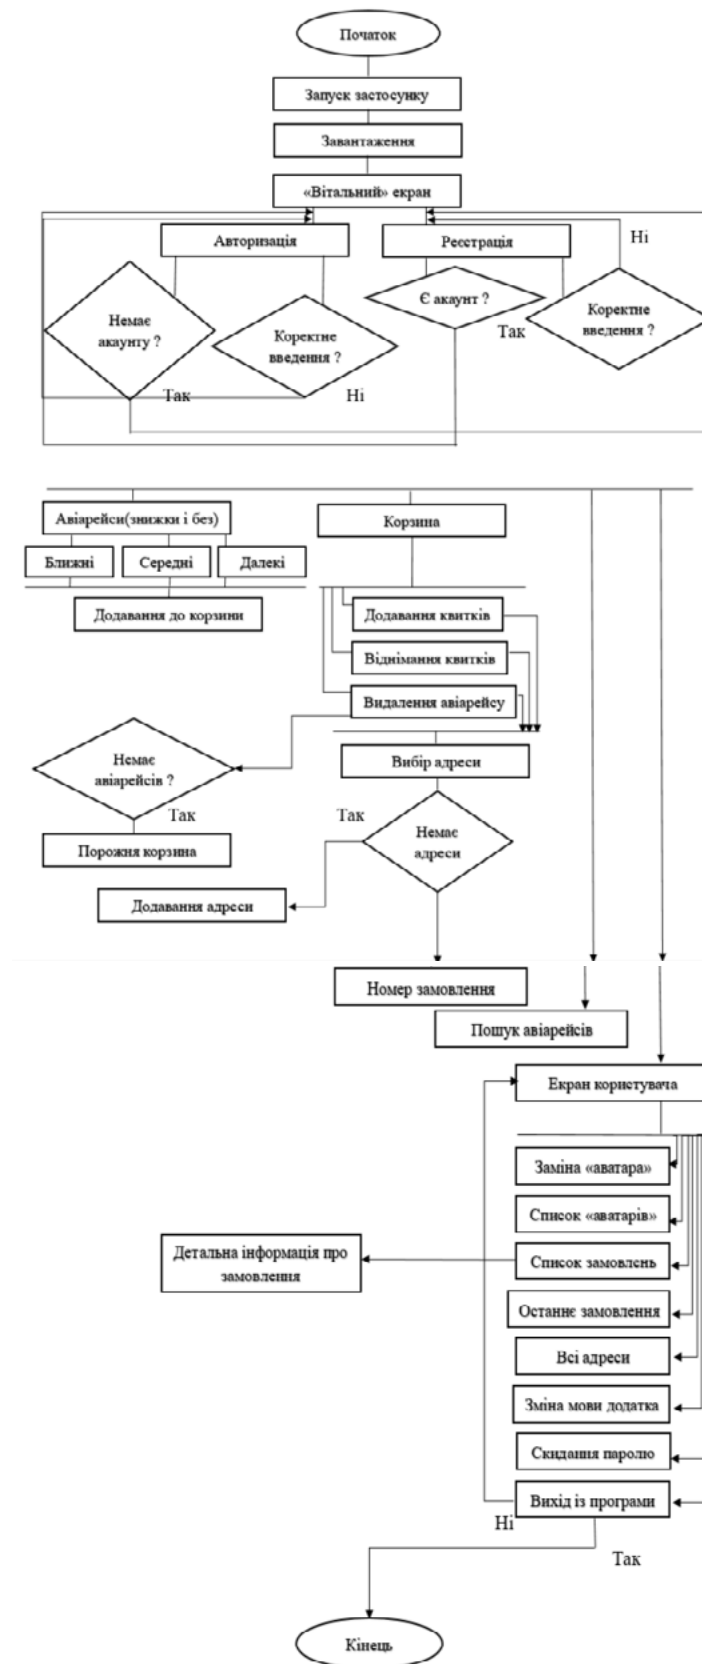 Початок
Запуск застосунку
Завантаження
«Вітальний» екран
Авторизація
Реєстрація
Ні
Немає
акаунту ?
Коректне
введення ?
Є акаунт ?
Так
Коректне
введення ?
Так
Ні
Авіарейси(знижки і без)
Корзина
Ближні
Середні
Далекі
Додавання до корзини
Додавання квитків
Віднімання квитків
Видалення авіарейсу
Немає
авіарейсів ?
Вибір адреси
Так
Так
Немає
адреси
Порожня корзина
Додавання адреси
Номер замовлення
Пошук авіарейсів
Екран користувача
Заміна «аватара»
Список «аватарів»
Детальна інформація про
замовлення
Список замовлень
Останнє замовлення
Всі адреси
Зміна мови додатка
Скидання паролю
Вихід із програми
Ні
Так
Кінець